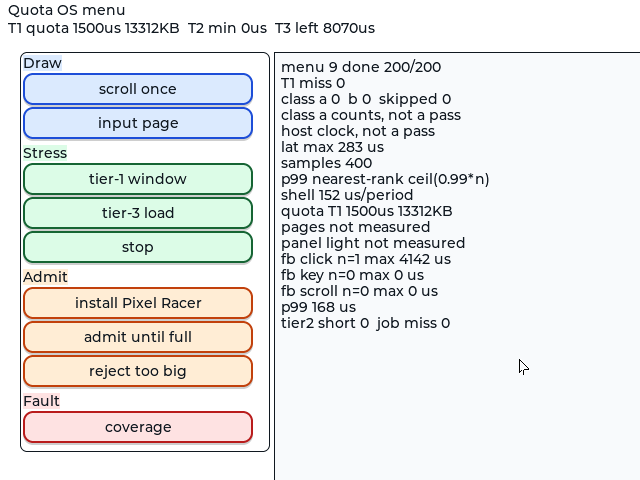 Quota OS menu
T1 quota 1500us 13312KB  T2 min 0us  T3 left 8070us
Draw
scroll once
input page
Stress
tier-1 window
tier-3 load
stop
Admit
install Pixel Racer
admit until full
reject too big
Fault
coverage
menu 9 done 200/200
T1 miss 0
class a 0  b 0  skipped 0
class a counts, not a pass
host clock, not a pass
lat max 283 us
samples 400
p99 nearest-rank ceil(0.99*n)
shell 152 us/period
quota T1 1500us 13312KB
pages not measured
panel light not measured
fb click n=1 max 4142 us
fb key n=0 max 0 us
fb scroll n=0 max 0 us
p99 168 us
tier2 short 0  job miss 0